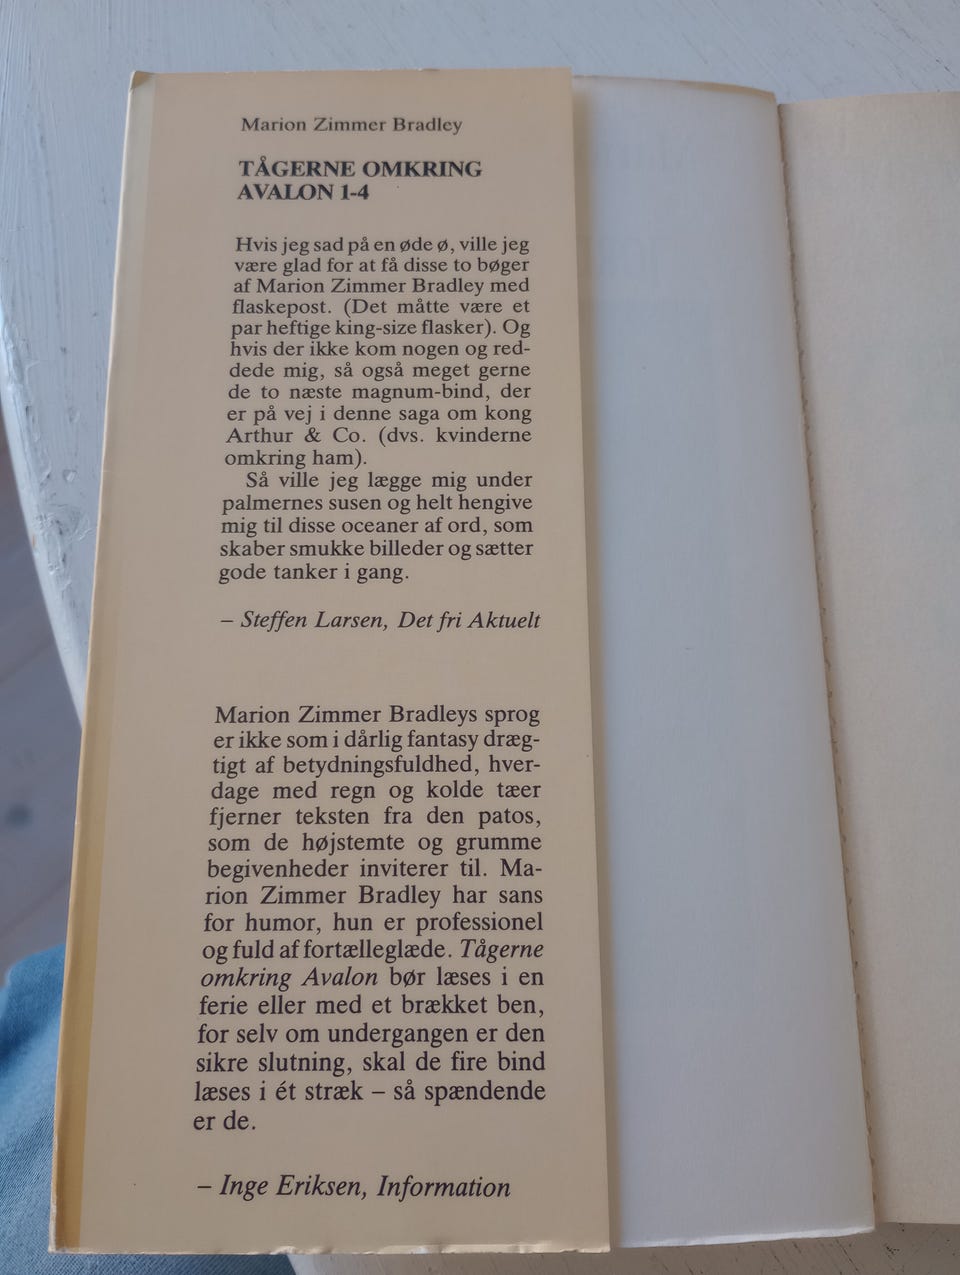 Marion Zimmer Bradley
TÅGERNE OMKRING
AVALON 1-4
Hvis jeg sad på en øde ø, ville jeg
være glad for at få disse to bøger
af Marion Zimmer Bradley med
flaskepost. (Det måtte være et
par heftige king-size flasker). Og
hvis der ikke kom nogen og red-
dede mig, så også meget gerne
de to næste magnum-bind, der
er på vej i denne saga om kong
Arthur & Co. (dvs. kvinderne
omkring ham).
Så ville jeg lægge mig under
palmernes susen og helt hengive
mig til disse oceaner af ord, som
skaber smukke billeder og sætter
gode tanker i gang.
– Steffen Larsen, Det fri Aktuelt
Marion Zimmer Bradleys sprog
er ikke som i dårlig fantasy dræg-
tigt af betydningsfuldhed, hver-
dage med regn og kolde tæer
fjerner teksten fra den patos,
som de højstemte og grumme
begivenheder inviterer til. Ma-
rion Zimmer Bradley har sans
for humor, hun er professionel
og fuld af fortælleglæde. Tågerne
omkring Avalon bør læses i en
ferie eller med et brækket ben,
for selv om undergangen er den
sikre slutning, skal de fire bind
læses i ét stræk – så spændende
er de.
– Inge Eriksen, Information